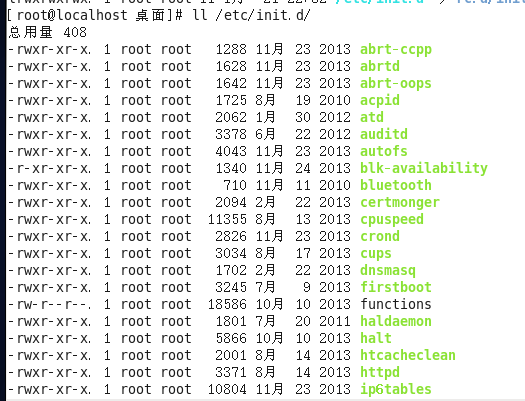 [root@localhost 桌面]# ll /etc/init.d/
总用量 408
-rwxr-xr-x. 1 root root  1288 11月 23 2013 abrt-ccpp
-rwxr-xr-x. 1 root root  1628 11月 23 2013 abrtd
-rwxr-xr-x. 1 root root  1642 11月 23 2013 abrt-oops
-rwxr-xr-x. 1 root root  1725 8月  19 2010 acpid
-rwxr-xr-x. 1 root root  2062 1月  30 2012 atd
-rwxr-xr-x. 1 root root  3378 6月  22 2012 auditd
-rwxr-xr-x. 1 root root  4043 11月 23 2013 autofs
-r-xr-xr-x. 1 root root  1340 11月 24 2013 blk-availability
-rwxr-xr-x. 1 root root   710 11月 11 2010 bluetooth
-rwxr-xr-x. 1 root root  2094 2月  22 2013 certmonger
-rwxr-xr-x. 1 root root 11355 8月  13 2013 cpuspeed
-rwxr-xr-x. 1 root root  2826 11月 23 2013 crond
-rwxr-xr-x. 1 root root  3034 8月  17 2013 cups
-rwxr-xr-x. 1 root root  1702 2月  22 2013 dnsmasq
-rwxr-xr-x. 1 root root  3245 7月   9 2013 firstboot
-rw-r--r--. 1 root root 18586 10月 10 2013 functions
-rwxr-xr-x. 1 root root  1801 7月  20 2011 haldaemon
-rwxr-xr-x. 1 root root  5866 10月 10 2013 halt
-rwxr-xr-x. 1 root root  2001 8月  14 2013 htcacheclean
-rwxr-xr-x. 1 root root  3371 8月  14 2013 httpd
-rwxr-xr-x. 1 root root 10804 11月 23 2013 ip6tables